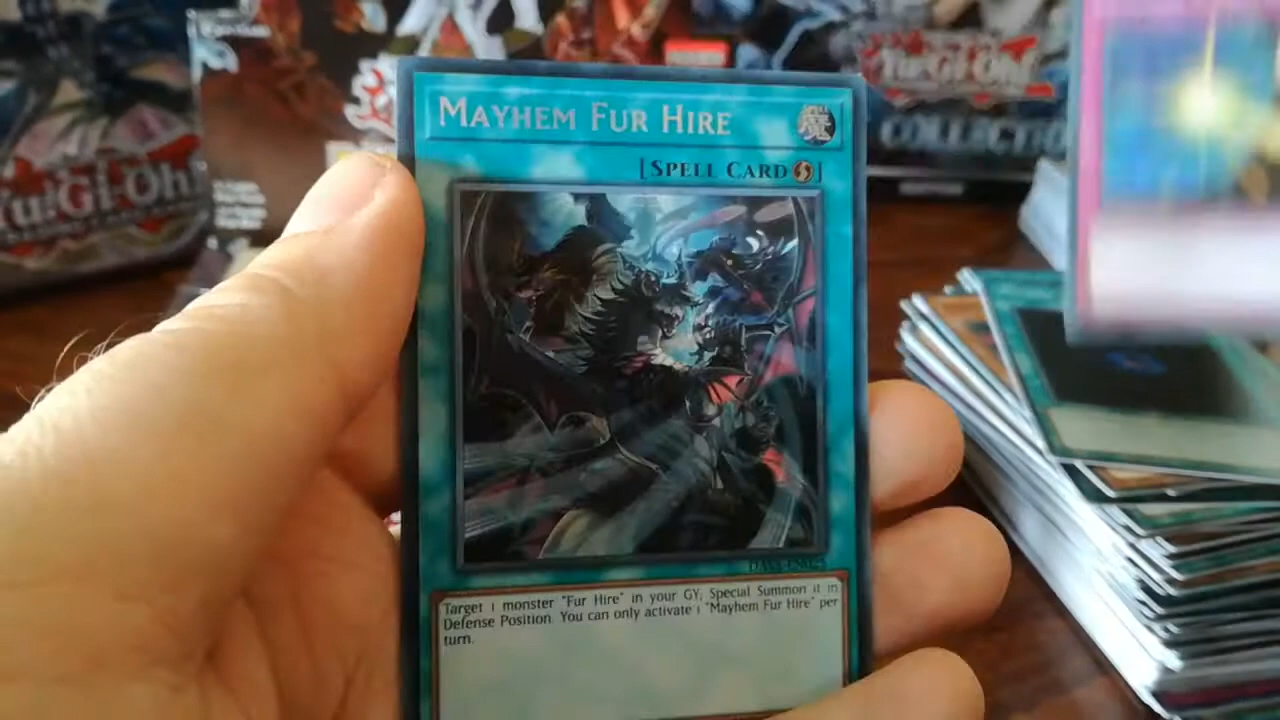 Yu-Gi-Oh!
Yu-Gi-Oh!
COLLECTIO
MAYHEM FUR HIRE
魔
[SPELL CARD]
Target 1 monster "Fur Hire" in your GY; Special Summon it in
Defense Position. You can only activate 1 "Mayhem Fur Hire" per
turn.